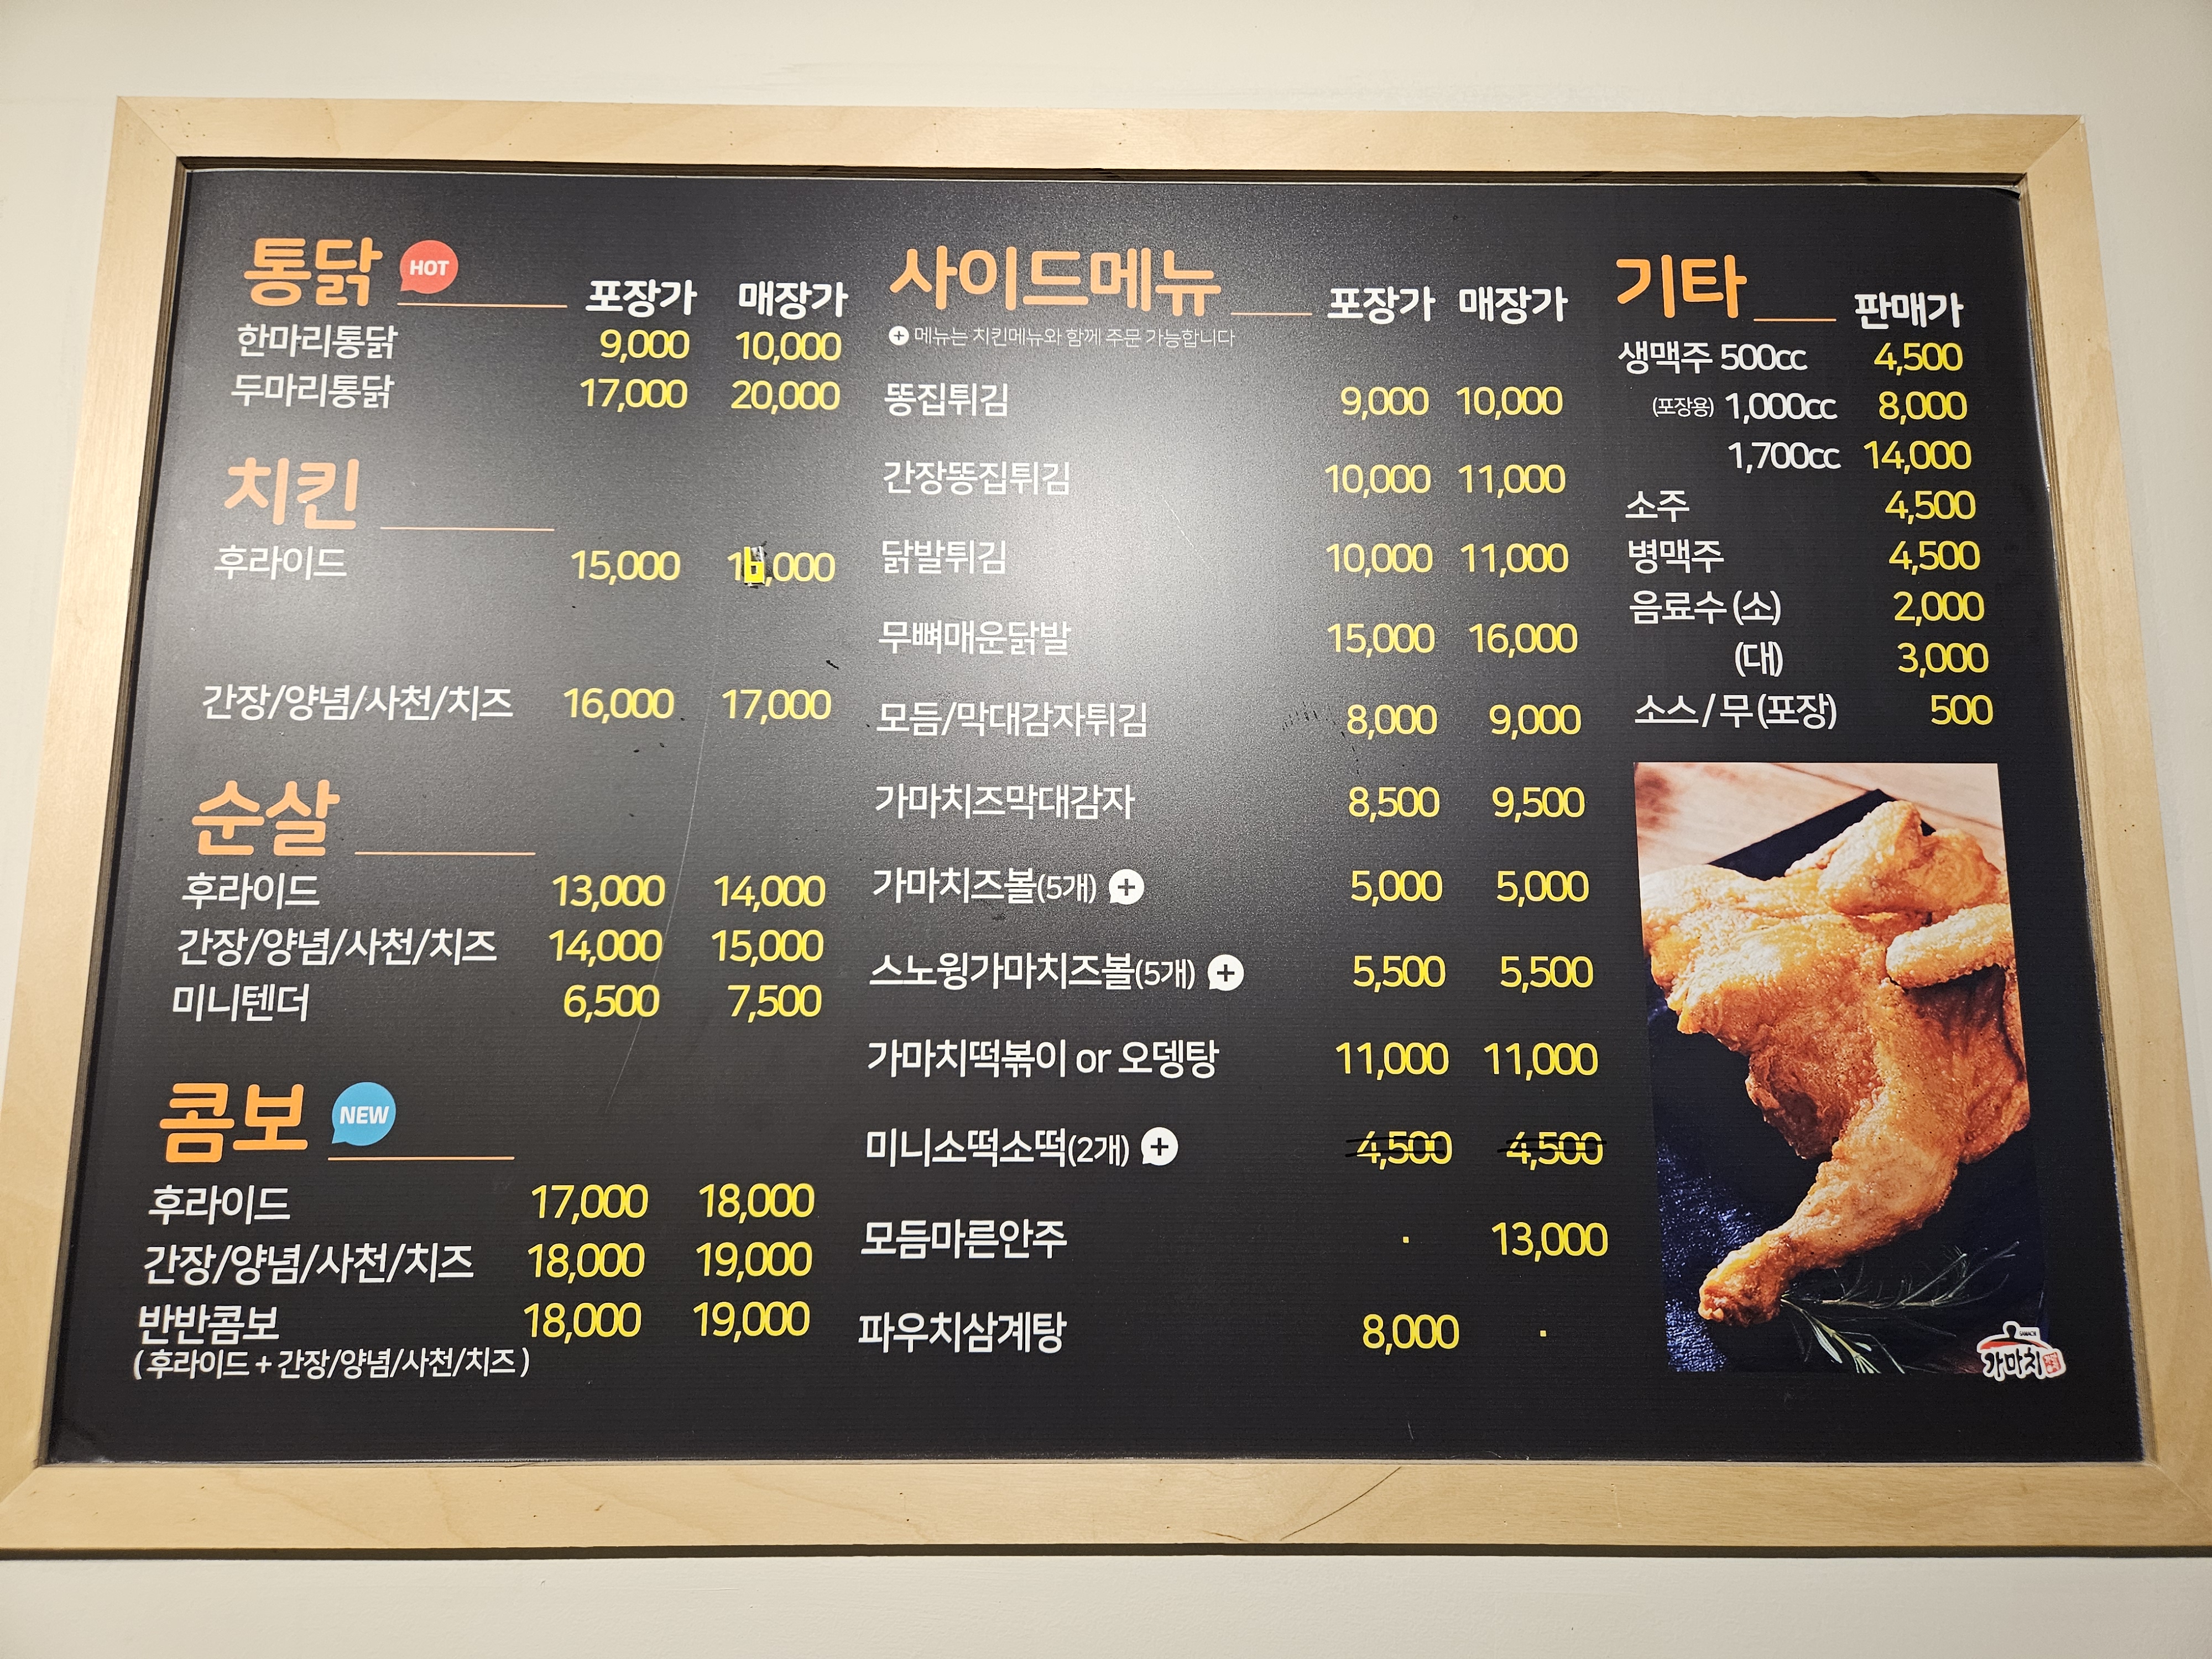 통닭 HOT 포장가 매장가
한마리통닭 9,000 10,000
두마리통닭 17,000 20,000
치킨
후라이드 15,000
간장/양념/사천/치즈 16,000 17,000
순살
후라이드 13,000 14,000
간장/양념/사천/치즈 14,000 15,000
미니텐더 6,500 7,500
콤보 NEW
후라이드 17,000 18,000
간장/양념/사천/치즈 18,000 19,000
반반콤보 18,000 19,000
( 후라이드 + 간장/양념/사천/치즈 )
사이드메뉴 포장가 매장가
+ 메뉴는 치킨메뉴와 함께 주문 가능합니다
똥집튀김 9,000 10,000
간장똥집튀김 10,000 11,000
닭발튀김 10,000 11,000
무뼈매운닭발 15,000 16,000
모듬/막대감자튀김 8,000 9,000
가마치즈막대감자 8,500 9,500
가마치즈볼(5개) + 5,000 5,000
스노윙가마치즈볼(5개) + 5,500 5,500
가마치떡볶이 or 오뎅탕 11,000 11,000
미니소떡소떡(2개) + 4,500 4,500
모듬마른안주 · 13,000
파우치삼계탕 8,000 ·
기타 판매가
생맥주 500cc 4,500
(포장용) 1,000cc 8,000
1,700cc 14,000
소주 4,500
병맥주 4,500
음료수 (소) 2,000
(대) 3,000
소스 / 무 (포장) 500
가마치